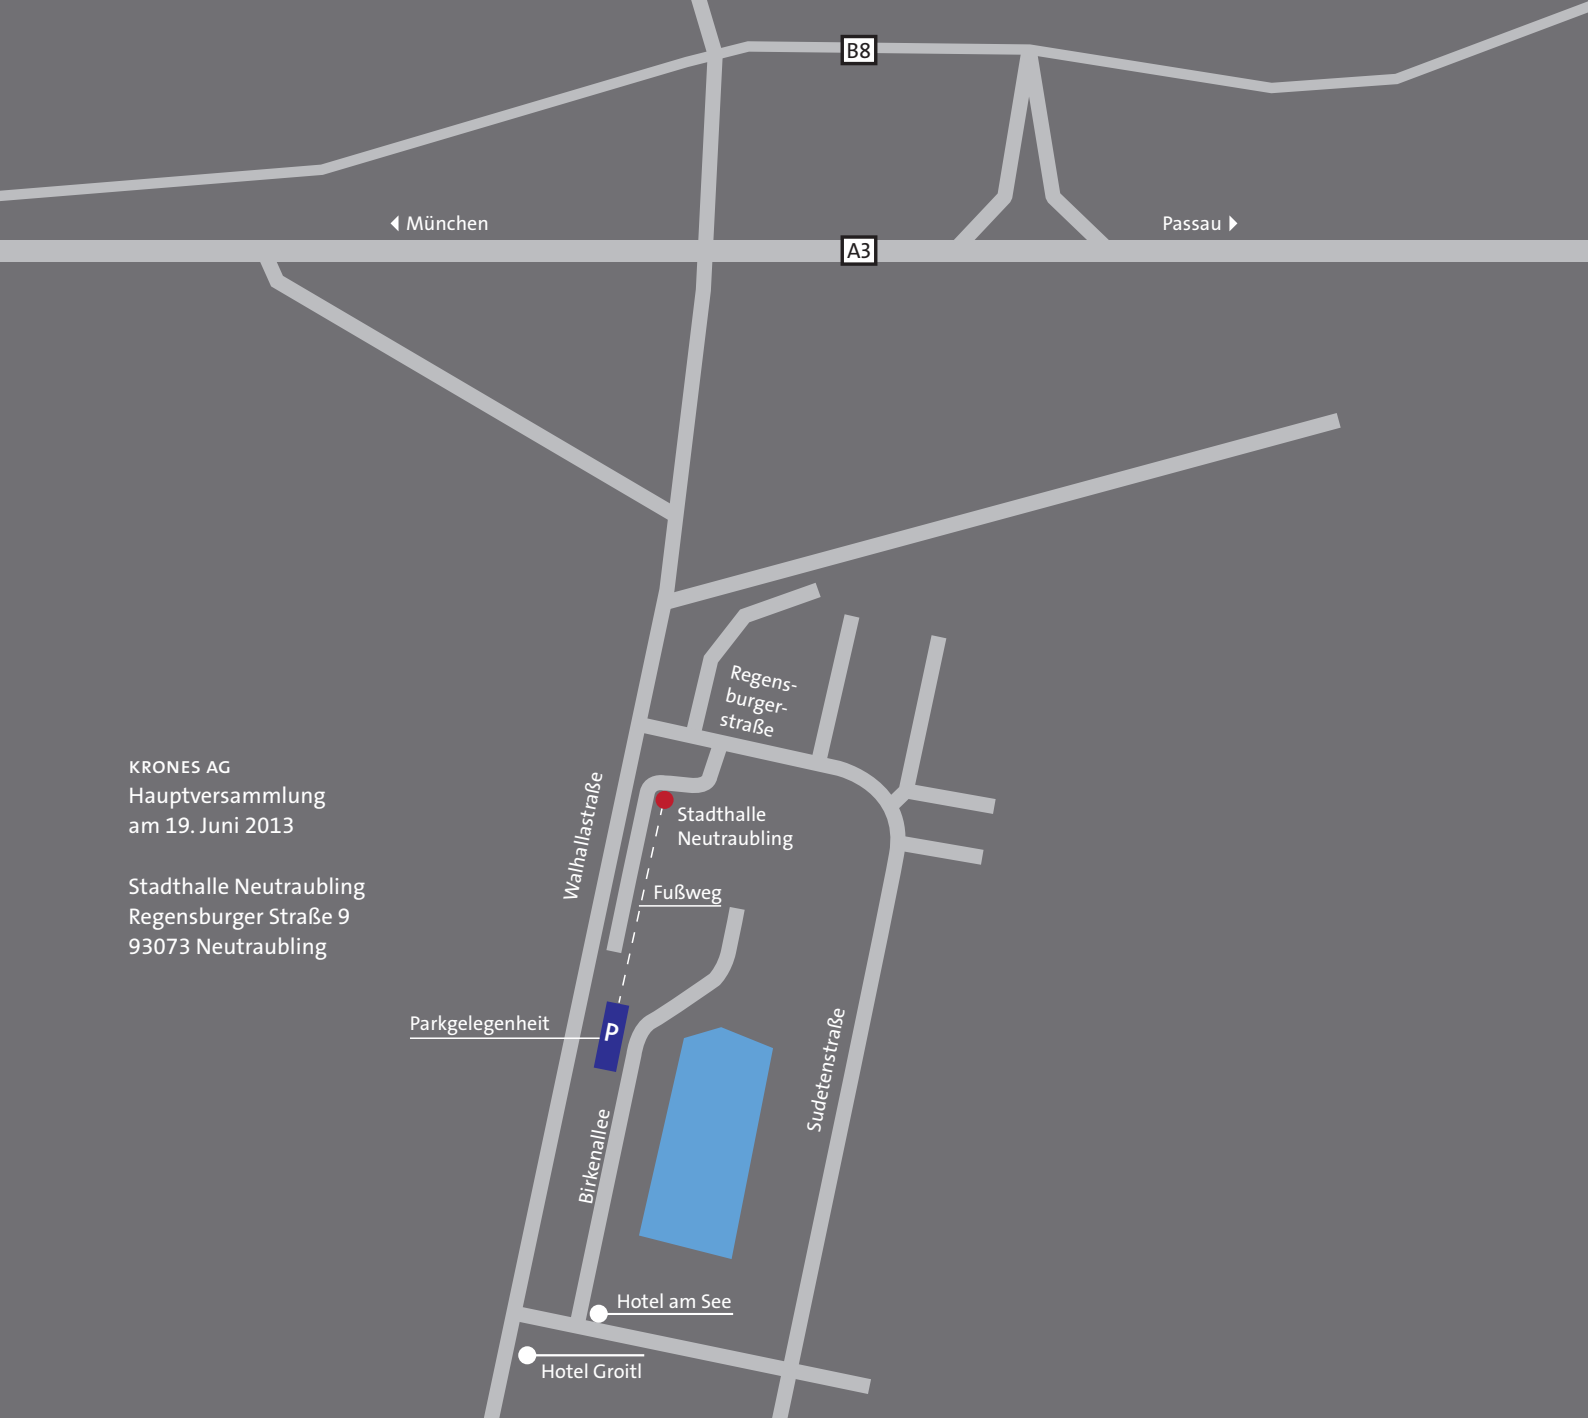 B8
München
Passau
A3
Regens-
burger-
straße
KRONES AG
Hauptversammlung
am 19. Juni 2013
Walhallastraße
Stadthalle
Neutraubling
Stadthalle Neutraubling
Regensburger Straße 9
93073 Neutraubling
Fußweg
Parkgelegenheit
P
Sudetenstraße
Birkenallee
Hotel am See
Hotel Groitl